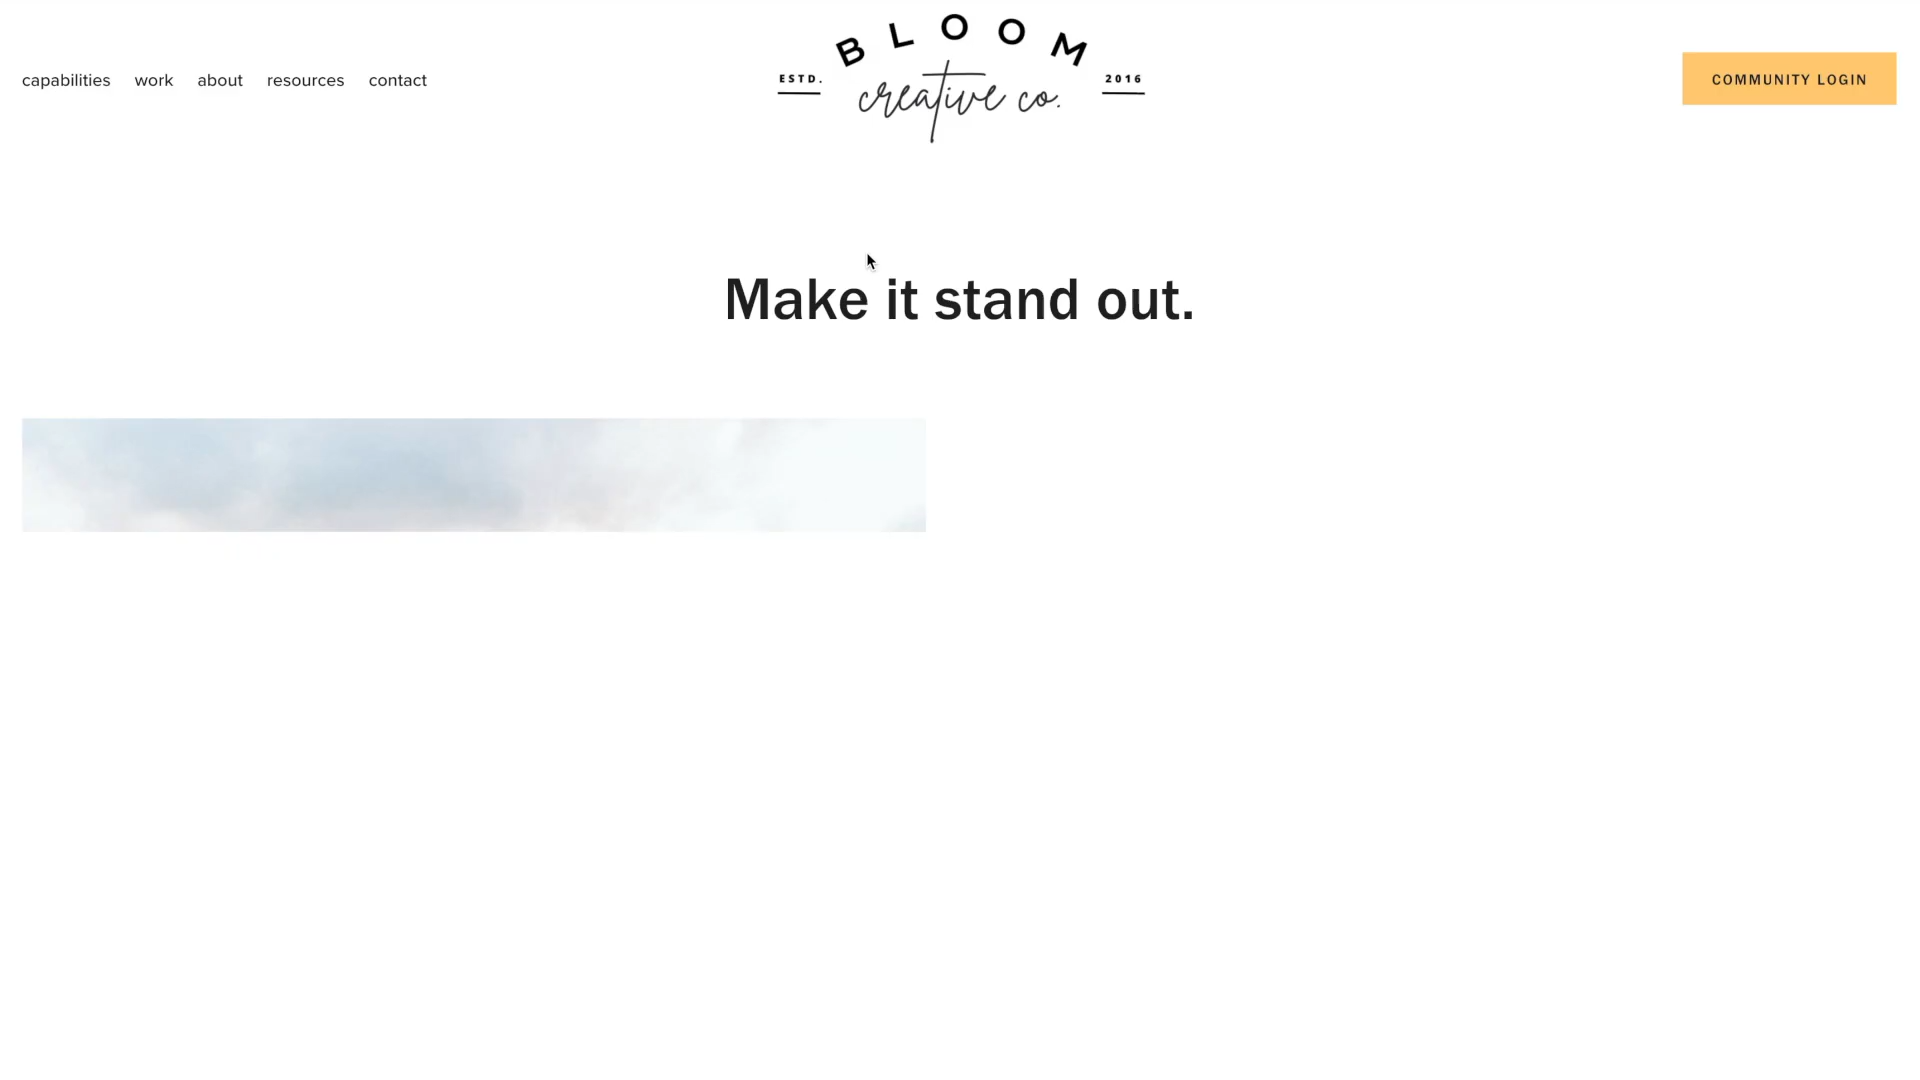 capabilities work about resources contact
BLOOM
ESTD. creative co. 2016
COMMUNITY LOGIN
Make it stand out.